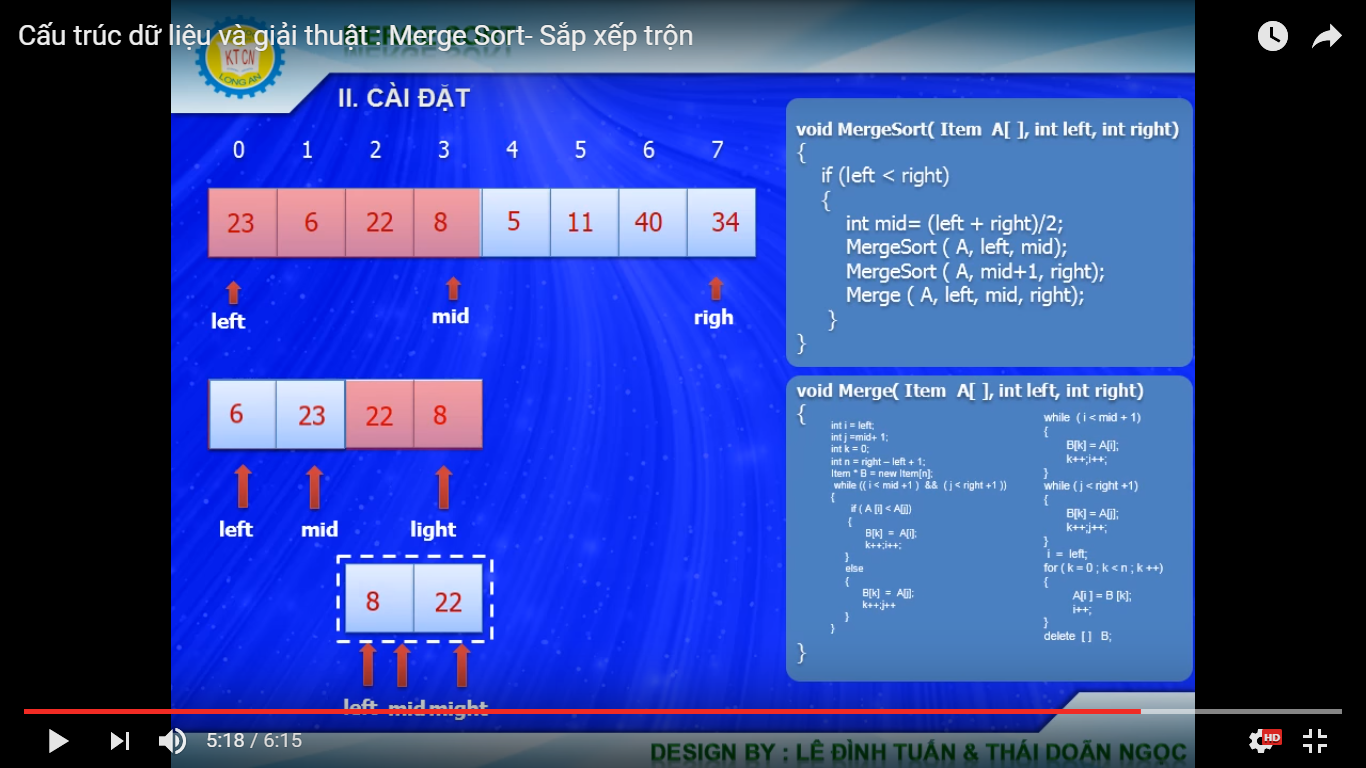 Cấu trúc dữ liệu và giải thuật : Merge Sort- Sắp xếp trộn
MERGE SORT
KT CN
LONG AN
II. CÀI ĐẶT
0 1 2 3 4 5 6 7
23 6 22 8 5 11 40 34
left mid righ
6 23 22 8
left mid light
8 22
left mid might
void MergeSort( Item A[ ], int left, int right)
{
if (left < right)
{
int mid= (left + right)/2;
MergeSort ( A, left, mid);
MergeSort ( A, mid+1, right);
Merge ( A, left, mid, right);
}
}
void Merge( Item A[ ], int left, int right)
{
int i = left;
int j =mid+ 1;
int k = 0;
int n = right – left + 1;
Item * B = new Item[n];
while (( i < mid +1 ) && ( j < right +1 ))
{
if ( A [i] < A[j])
{
B[k] = A[i];
k++;i++;
}
else
{
B[k] = A[j];
k++;j++
}
}
while ( i < mid + 1)
{
B[k] = A[i];
k++;i++;
}
while ( j < right +1)
{
B[k] = A[j];
k++;j++;
}
i = left;
for ( k = 0 ; k < n ; k ++)
{
A[i ] = B [k];
i++;
}
delete [ ] B;
}
5:18 / 6:15
HD
DESIGN BY : LÊ ĐÌNH TUẤN & THÁI DOÃN NGỌC